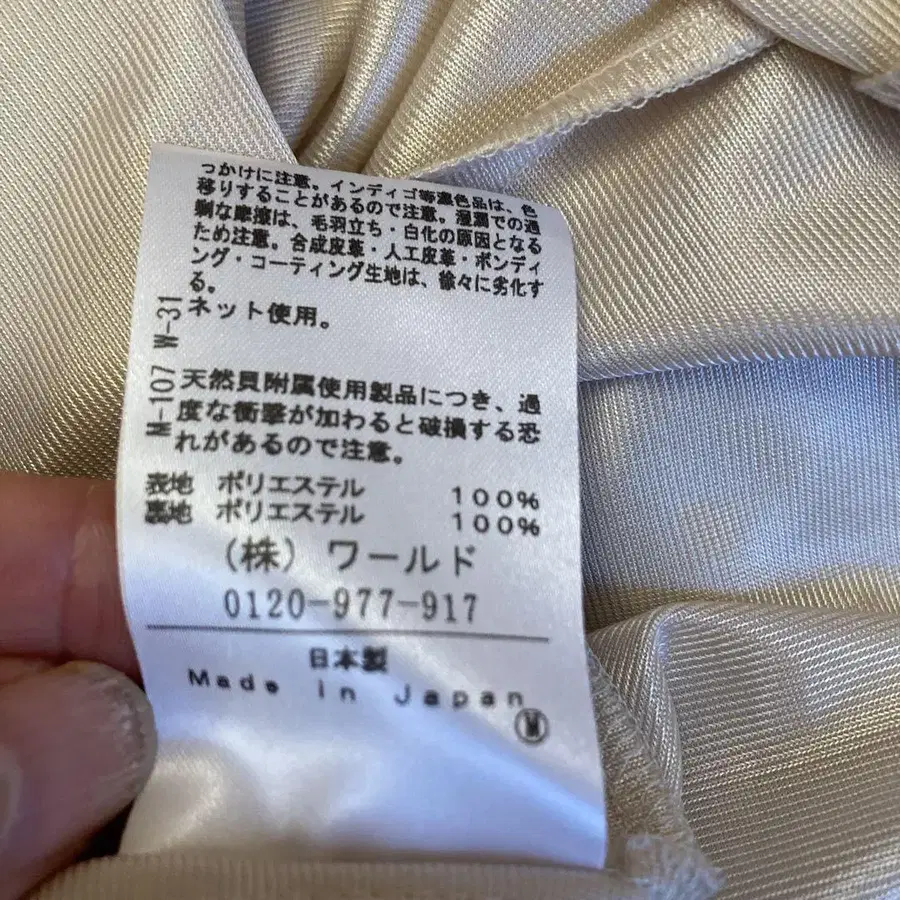 っかけに注意。インディゴ等濃色品は、色
移りすることがあるので注意。湿潤での過
剰な摩擦は、毛羽立ち・白化の原因となる
ため注意。合成皮革・人工皮革・ボンディ
ング・コーティング生地は、徐々に劣化す
る。
ネット使用。
M-107 W-31
天然貝附属使用製品につき、過
度な衝撃が加わると破損する恐
れがあるので注意。
表地 ポリエステル 100%
裏地 ポリエステル 100%
(株) ワールド
0120-977-917
日本製
Made in Japan
Ⓜ